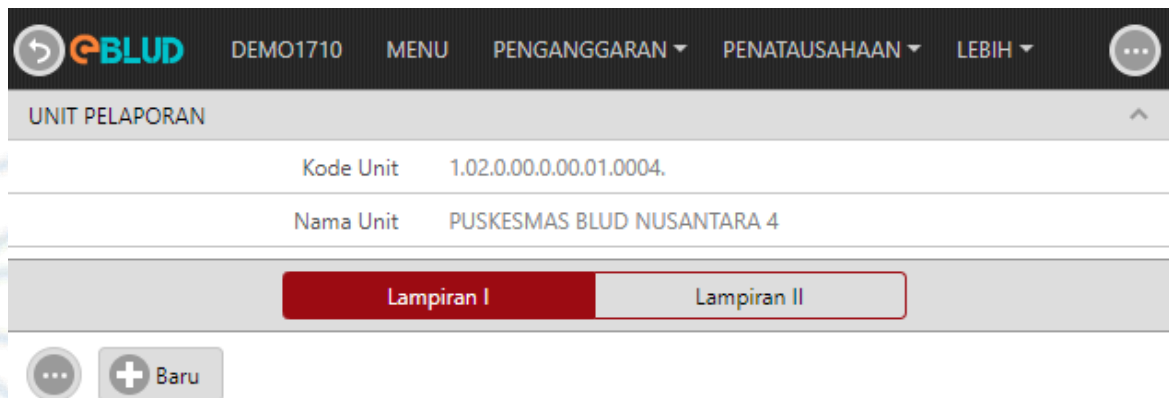 eBLUD DEMO1710 MENU PENGANGGARAN PENATAUSAHAAN LEBIH
UNIT PELAPORAN
Kode Unit 1.02.0.00.0.00.01.0004.
Nama Unit PUSKESMAS BLUD NUSANTARA 4
Lampiran I Lampiran II
Baru